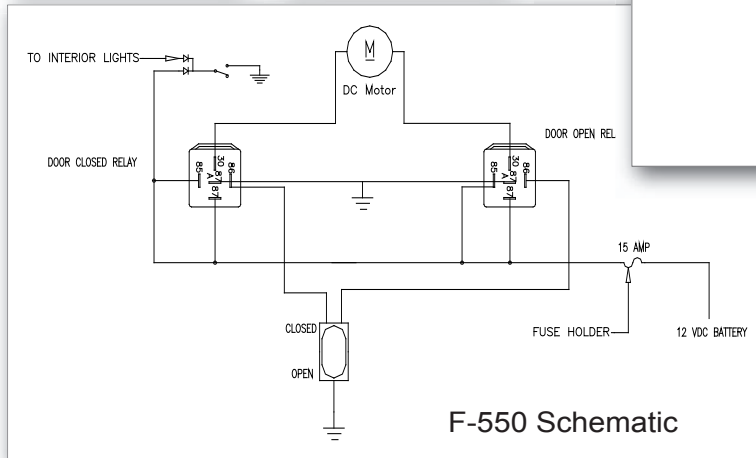 TO INTERIOR LIGHTS
M
DC Motor
DOOR CLOSED RELAY
DOOR OPEN REL
30
85
86
87
A
87
30
85
86
87
A
87
15 AMP
CLOSED
OPEN
FUSE HOLDER
12 VDC BATTERY
F-550 Schematic